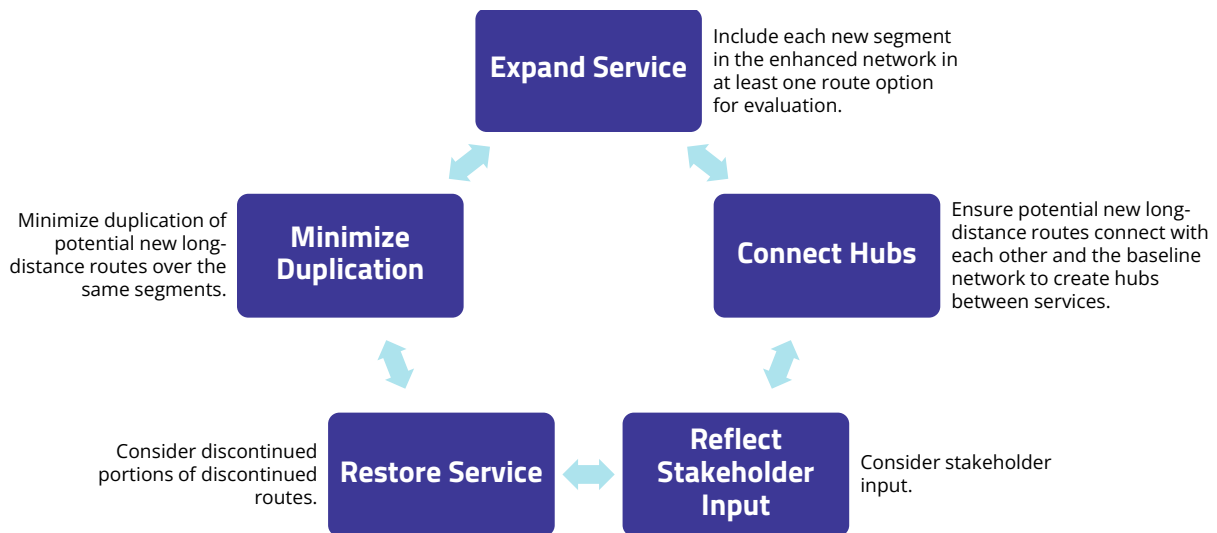 Expand Service
Include each new segment
in the enhanced network in
at least one route option
for evaluation.
Minimize
Duplication
Minimize duplication of
potential new long-
distance routes over the
same segments.
Connect Hubs
Ensure potential new long-
distance routes connect with
each other and the baseline
network to create hubs
between services.
Restore Service
Consider discontinued
portions of discontinued
routes.
Reflect
Stakeholder
Input
Consider stakeholder
input.